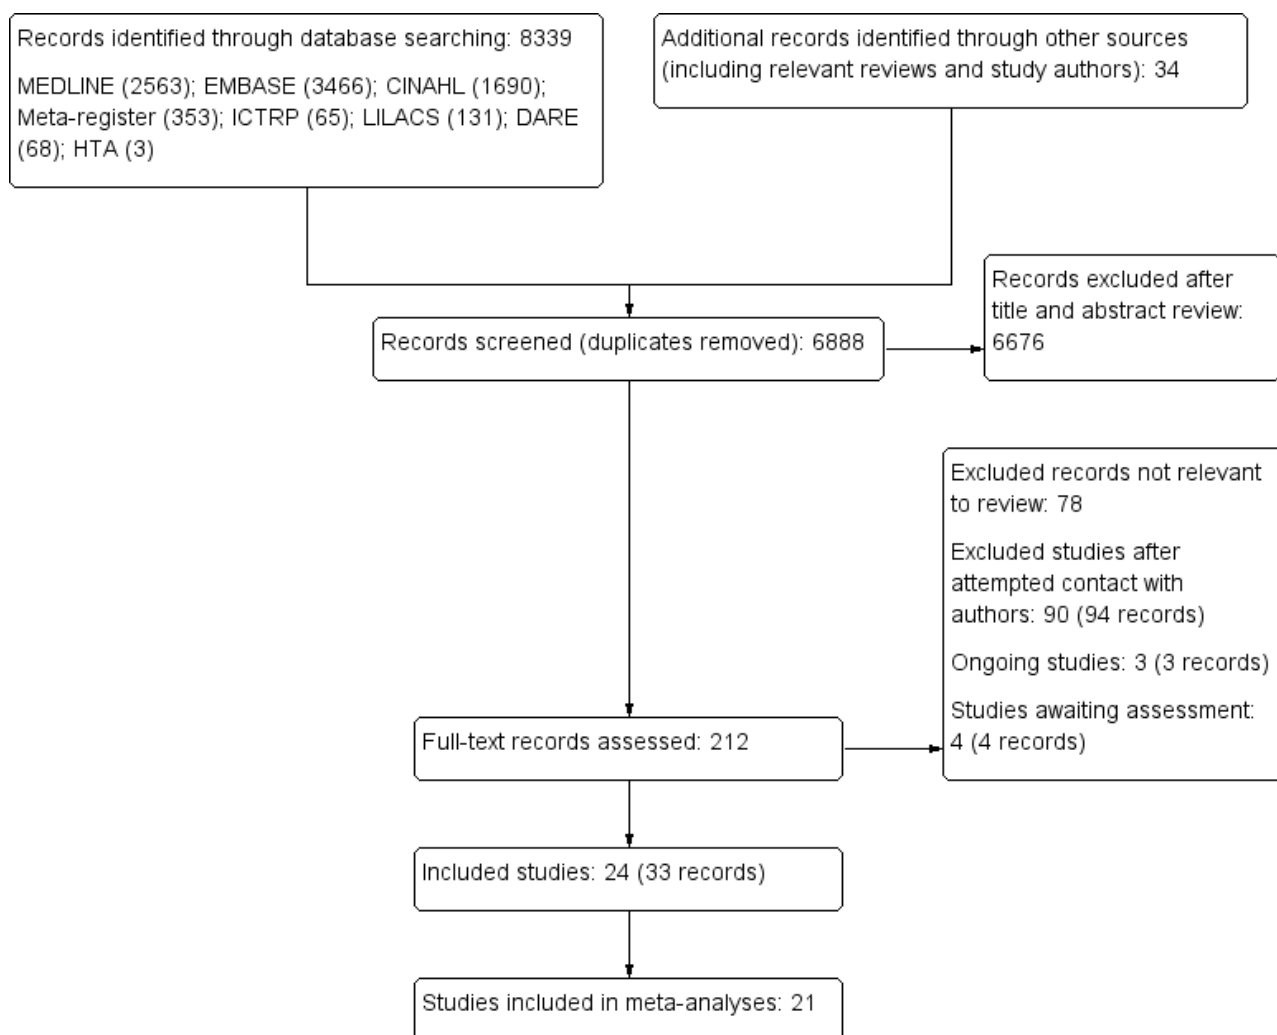 Records identified through database searching: 8339
MEDLINE (2563); EMBASE (3466); CINAHL (1690);
Meta-register (353); ICTRP (65); LILACS (131); DARE
(68); HTA (3)
Additional records identified through other sources
(including relevant reviews and study authors): 34
Records screened (duplicates removed): 6888
Records excluded after
title and abstract review:
6676
Excluded records not relevant
to review: 78
Excluded studies after
attempted contact with
authors: 90 (94 records)
Ongoing studies: 3 (3 records)
Studies awaiting assessment:
4 (4 records)
Full-text records assessed: 212
Included studies: 24 (33 records)
Studies included in meta-analyses: 21